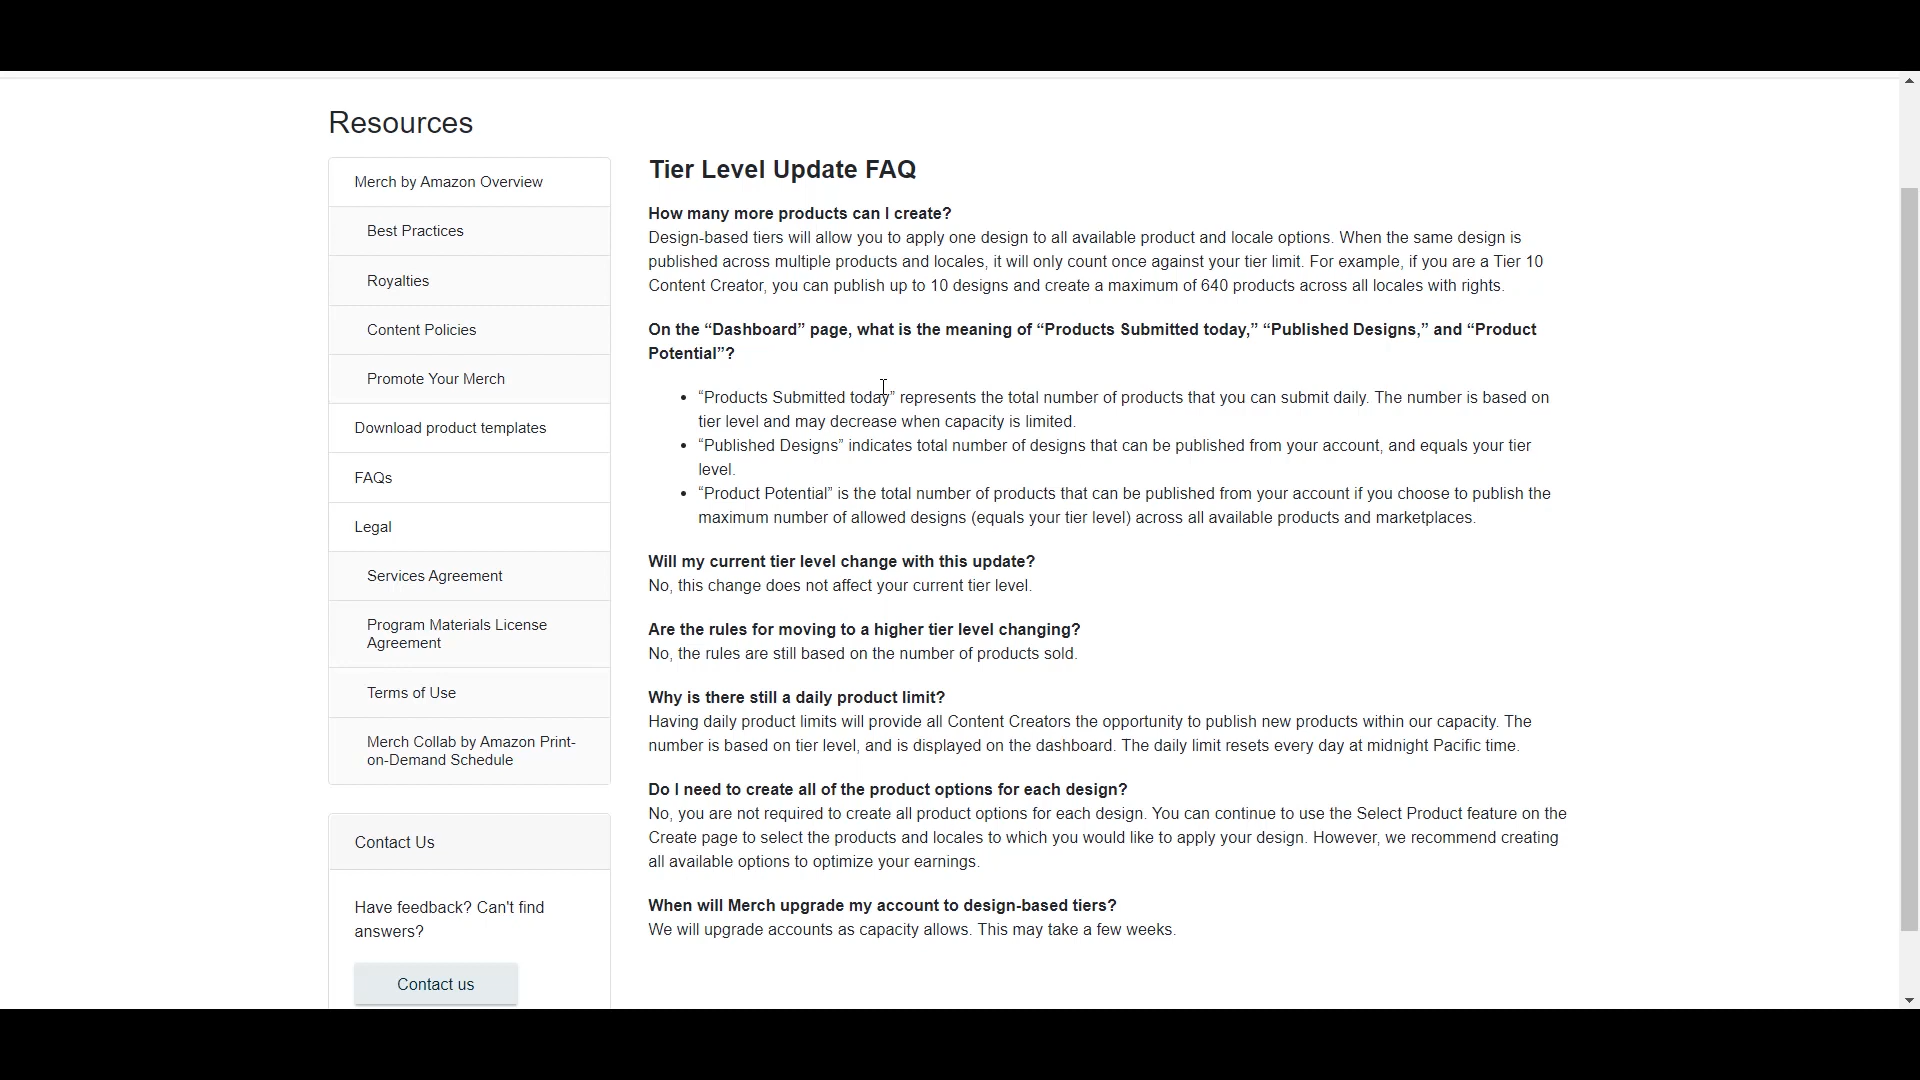 Resources
Merch by Amazon Overview
Best Practices
Royalties
Content Policies
Promote Your Merch
Download product templates
FAQs
Legal
Services Agreement
Program Materials License
Agreement
Terms of Use
Merch Collab by Amazon Print-
on-Demand Schedule
Contact Us
Have feedback? Can't find
answers?
Contact us
Tier Level Update FAQ
How many more products can I create?
Design-based tiers will allow you to apply one design to all available product and locale options. When the same design is
published across multiple products and locales, it will only count once against your tier limit. For example, if you are a Tier 10
Content Creator, you can publish up to 10 designs and create a maximum of 640 products across all locales with rights.
On the “Dashboard” page, what is the meaning of “Products Submitted today,” “Published Designs,” and “Product
Potential”?
• “Products Submitted today” represents the total number of products that you can submit daily. The number is based on
tier level and may decrease when capacity is limited.
• “Published Designs” indicates total number of designs that can be published from your account, and equals your tier
level.
• “Product Potential” is the total number of products that can be published from your account if you choose to publish the
maximum number of allowed designs (equals your tier level) across all available products and marketplaces.
Will my current tier level change with this update?
No, this change does not affect your current tier level.
Are the rules for moving to a higher tier level changing?
No, the rules are still based on the number of products sold.
Why is there still a daily product limit?
Having daily product limits will provide all Content Creators the opportunity to publish new products within our capacity. The
number is based on tier level, and is displayed on the dashboard. The daily limit resets every day at midnight Pacific time.
Do I need to create all of the product options for each design?
No, you are not required to create all product options for each design. You can continue to use the Select Product feature on the
Create page to select the products and locales to which you would like to apply your design. However, we recommend creating
all available options to optimize your earnings.
When will Merch upgrade my account to design-based tiers?
We will upgrade accounts as capacity allows. This may take a few weeks.